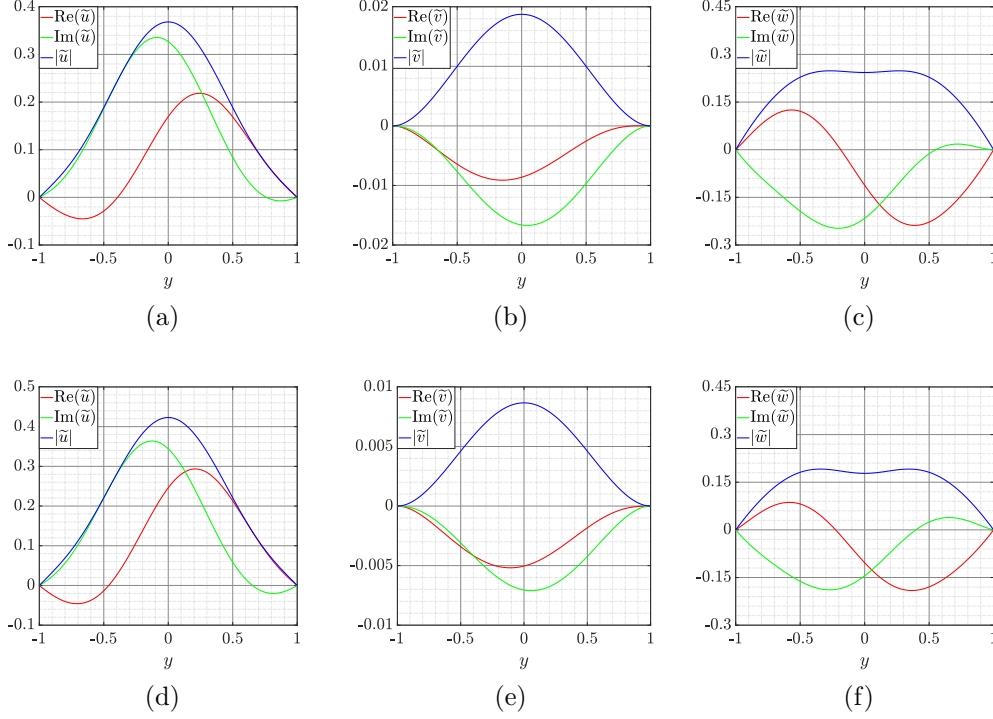 0.4
0.3
0.2
0.1
0
-0.1
Re(ũ)
Im(ũ)
|ũ|
-1 -0.5 0 0.5 1
y
(a)
0.02
0.01
0
-0.01
-0.02
Re(ṽ)
Im(ṽ)
|ṽ|
-1 -0.5 0 0.5 1
y
(b)
0.45
0.3
0.15
0
-0.15
-0.3
Re(w̃)
Im(w̃)
|w̃|
-1 -0.5 0 0.5 1
y
(c)
0.5
0.4
0.3
0.2
0.1
0
-0.1
Re(ũ)
Im(ũ)
|ũ|
-1 -0.5 0 0.5 1
y
(d)
0.01
0.005
0
-0.005
-0.01
Re(ṽ)
Im(ṽ)
|ṽ|
-1 -0.5 0 0.5 1
y
(e)
0.45
0.3
0.15
0
-0.15
-0.3
Re(w̃)
Im(w̃)
|w̃|
-1 -0.5 0 0.5 1
y
(f)